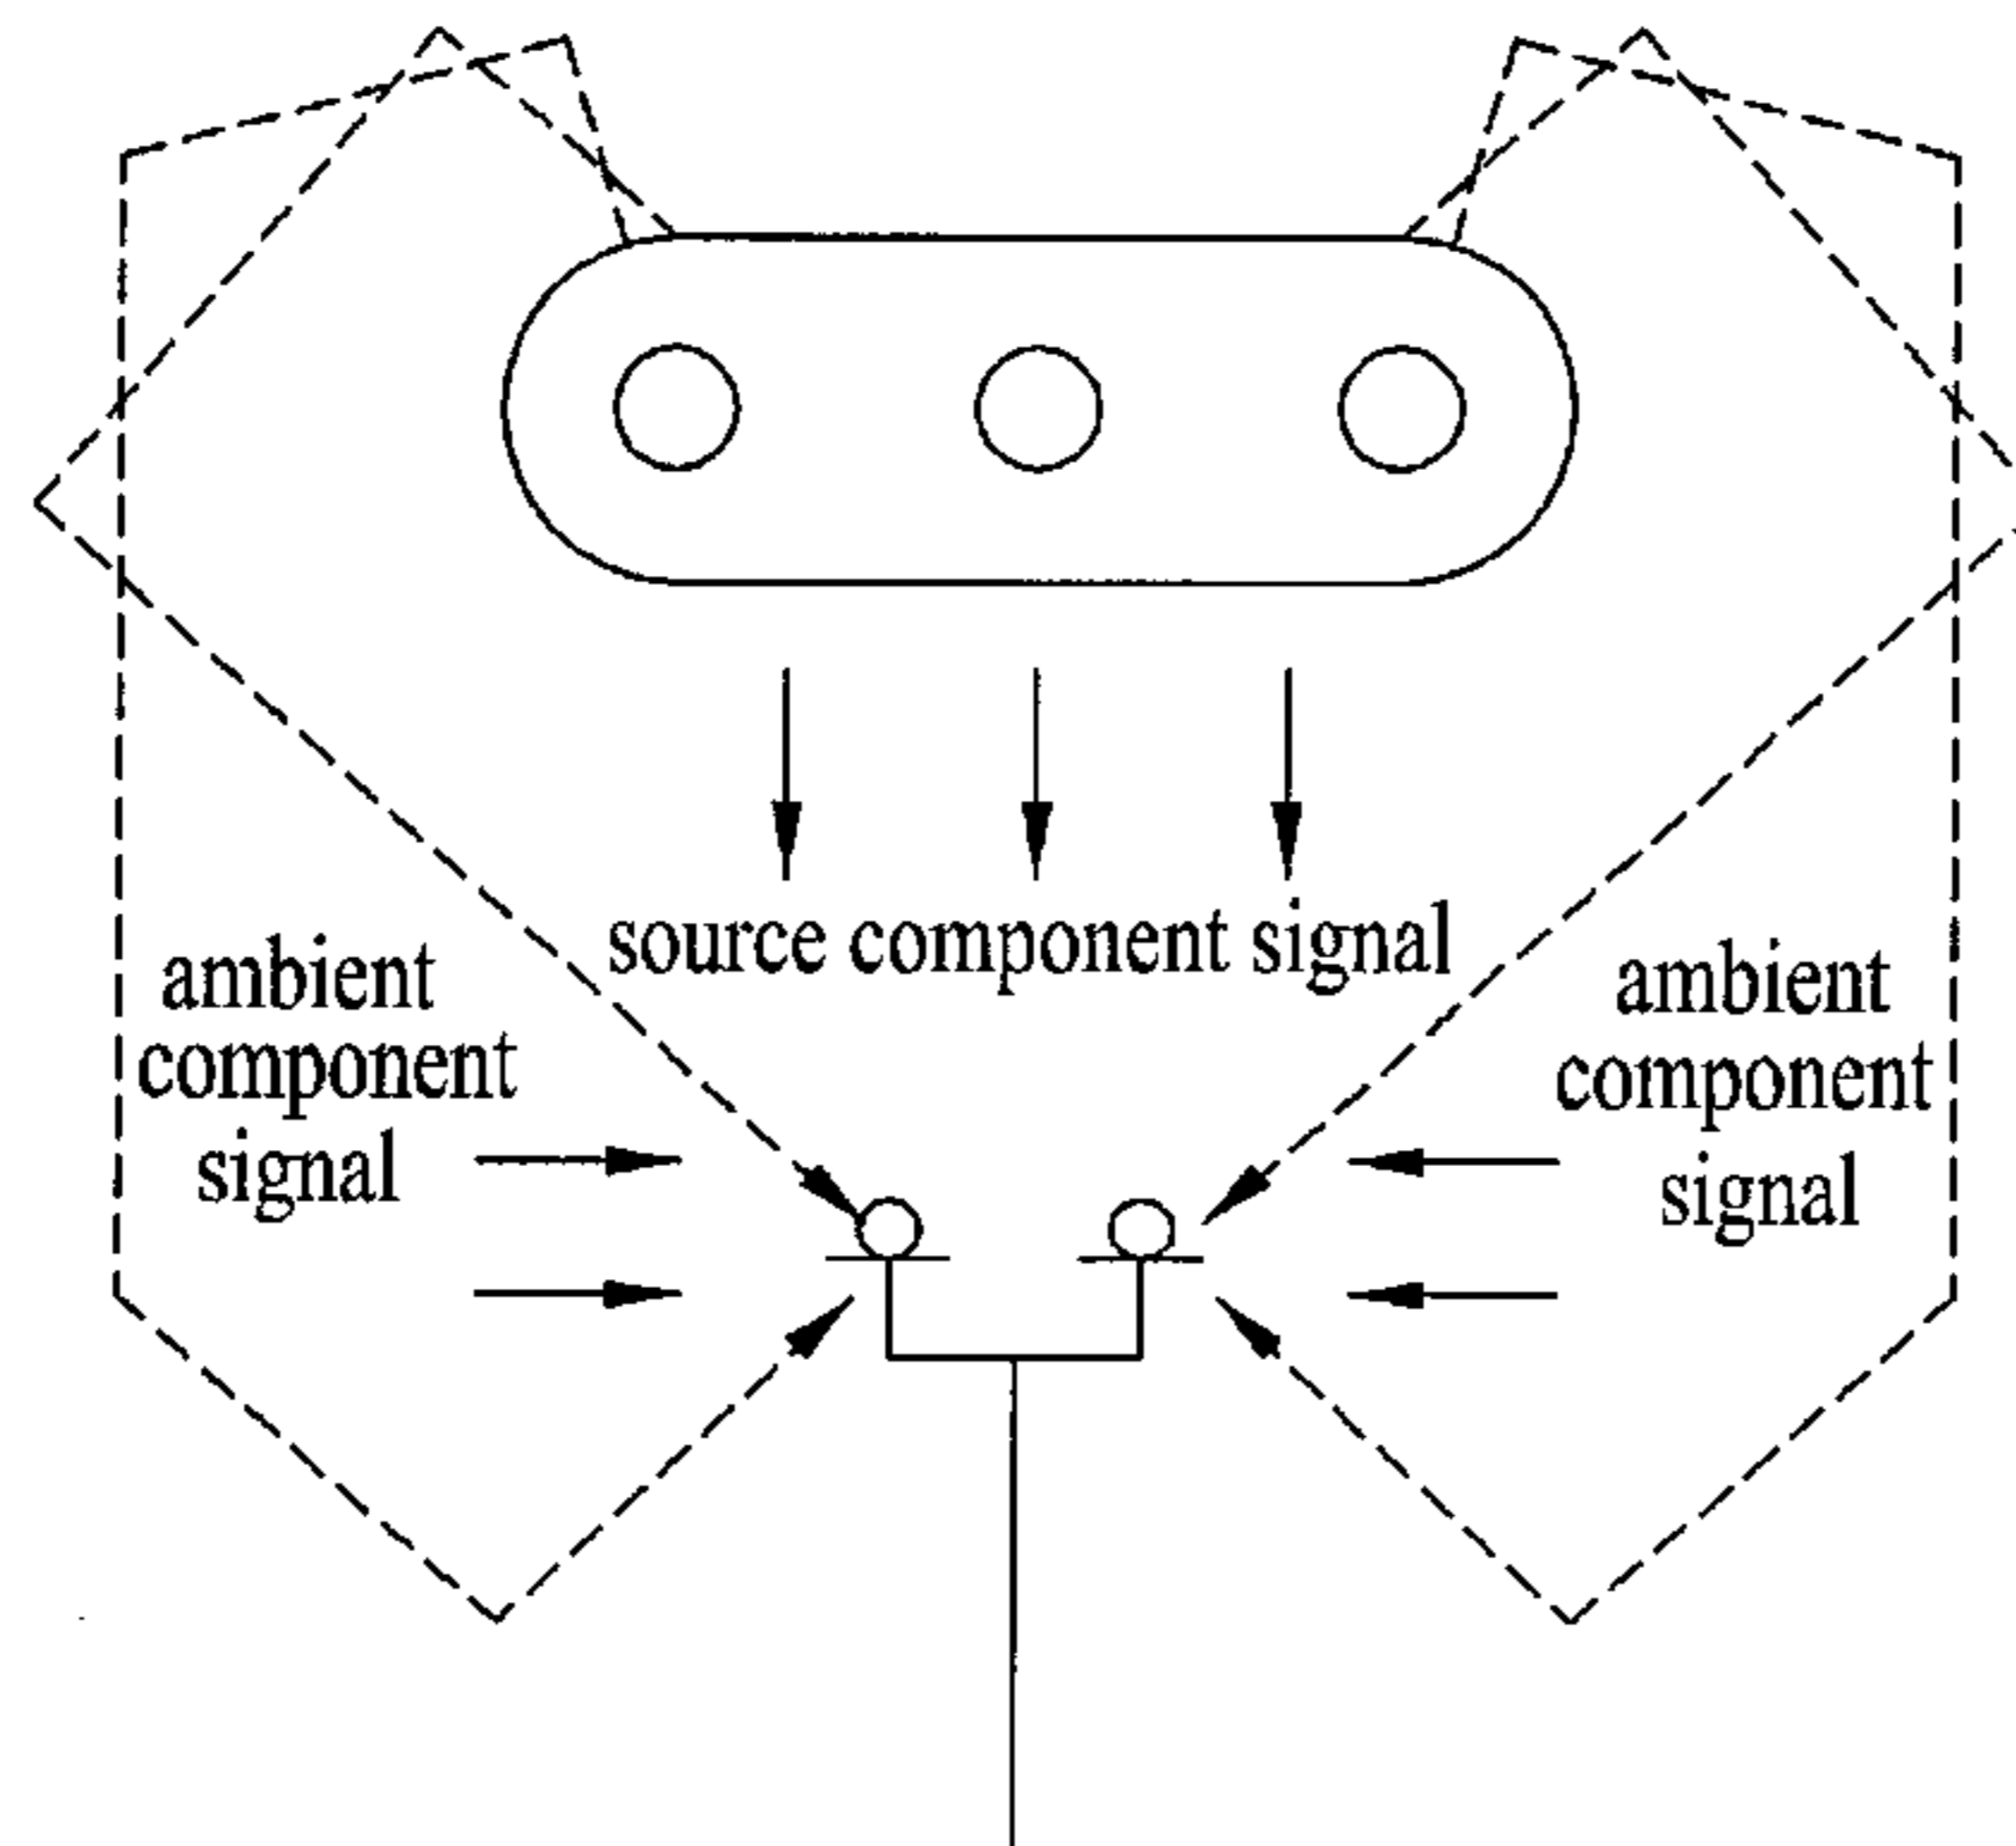 source component signal
ambient
component
signal
ambient
component
signal